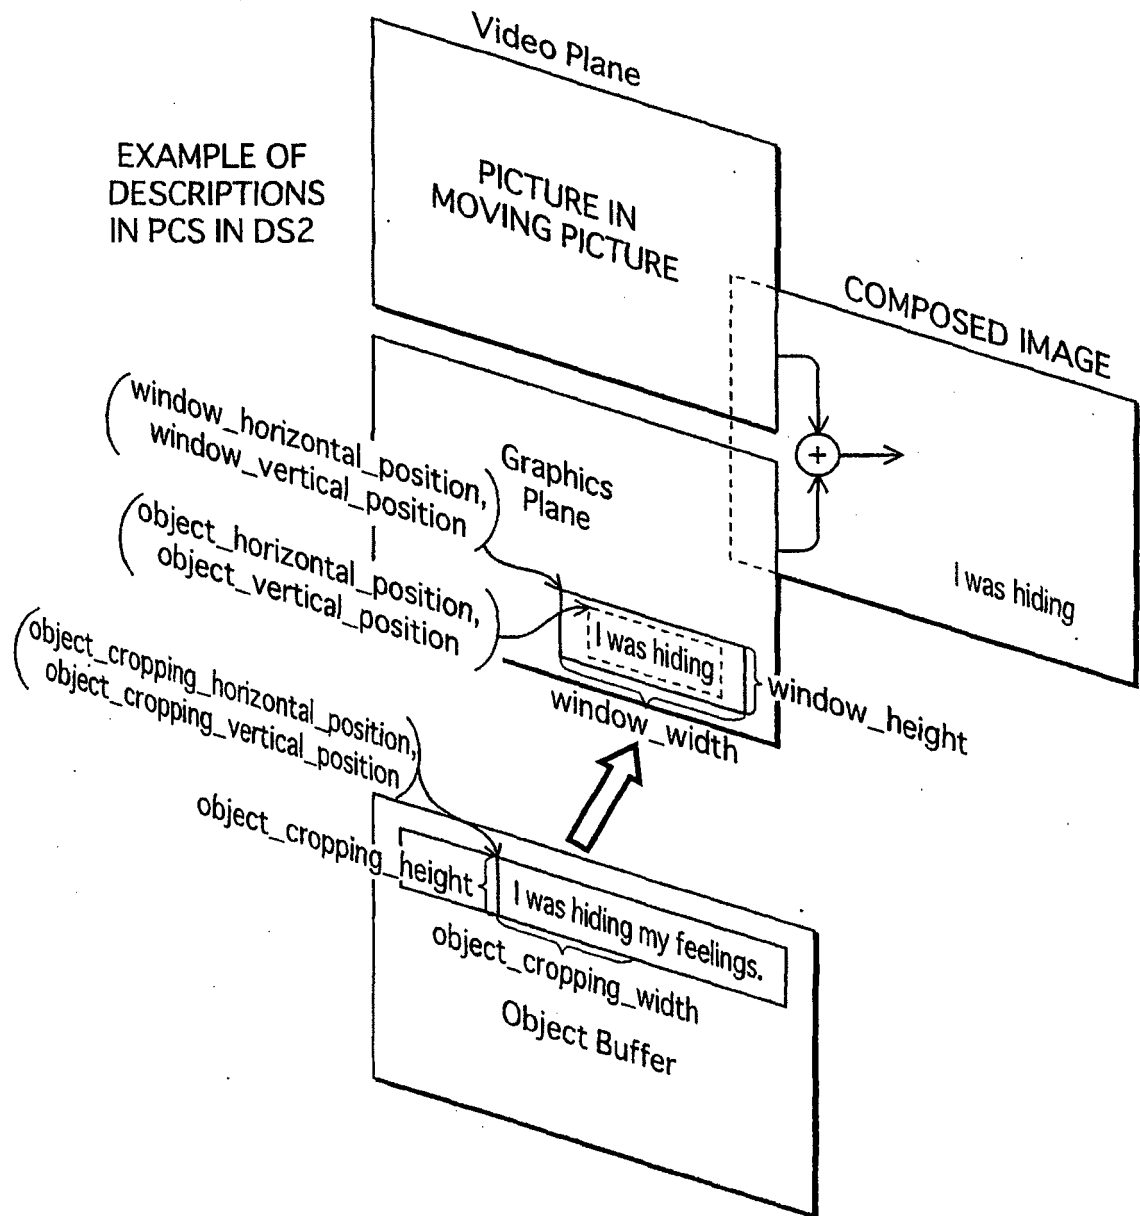 Video Plane
EXAMPLE OF
DESCRIPTIONS
IN PCS IN DS2
PICTURE IN
MOVING PICTURE
COMPOSED IMAGE
(window_horizontal_position,
window_vertical_position)
Graphics
Plane
+
(object_horizontal_position,
object_vertical_position)
I was hiding
I was hiding
(object_cropping_horizontal_position,
object_cropping_vertical_position)
window_height
window_width
object_cropping_height
I was hiding my feelings.
object_cropping_width
Object Buffer